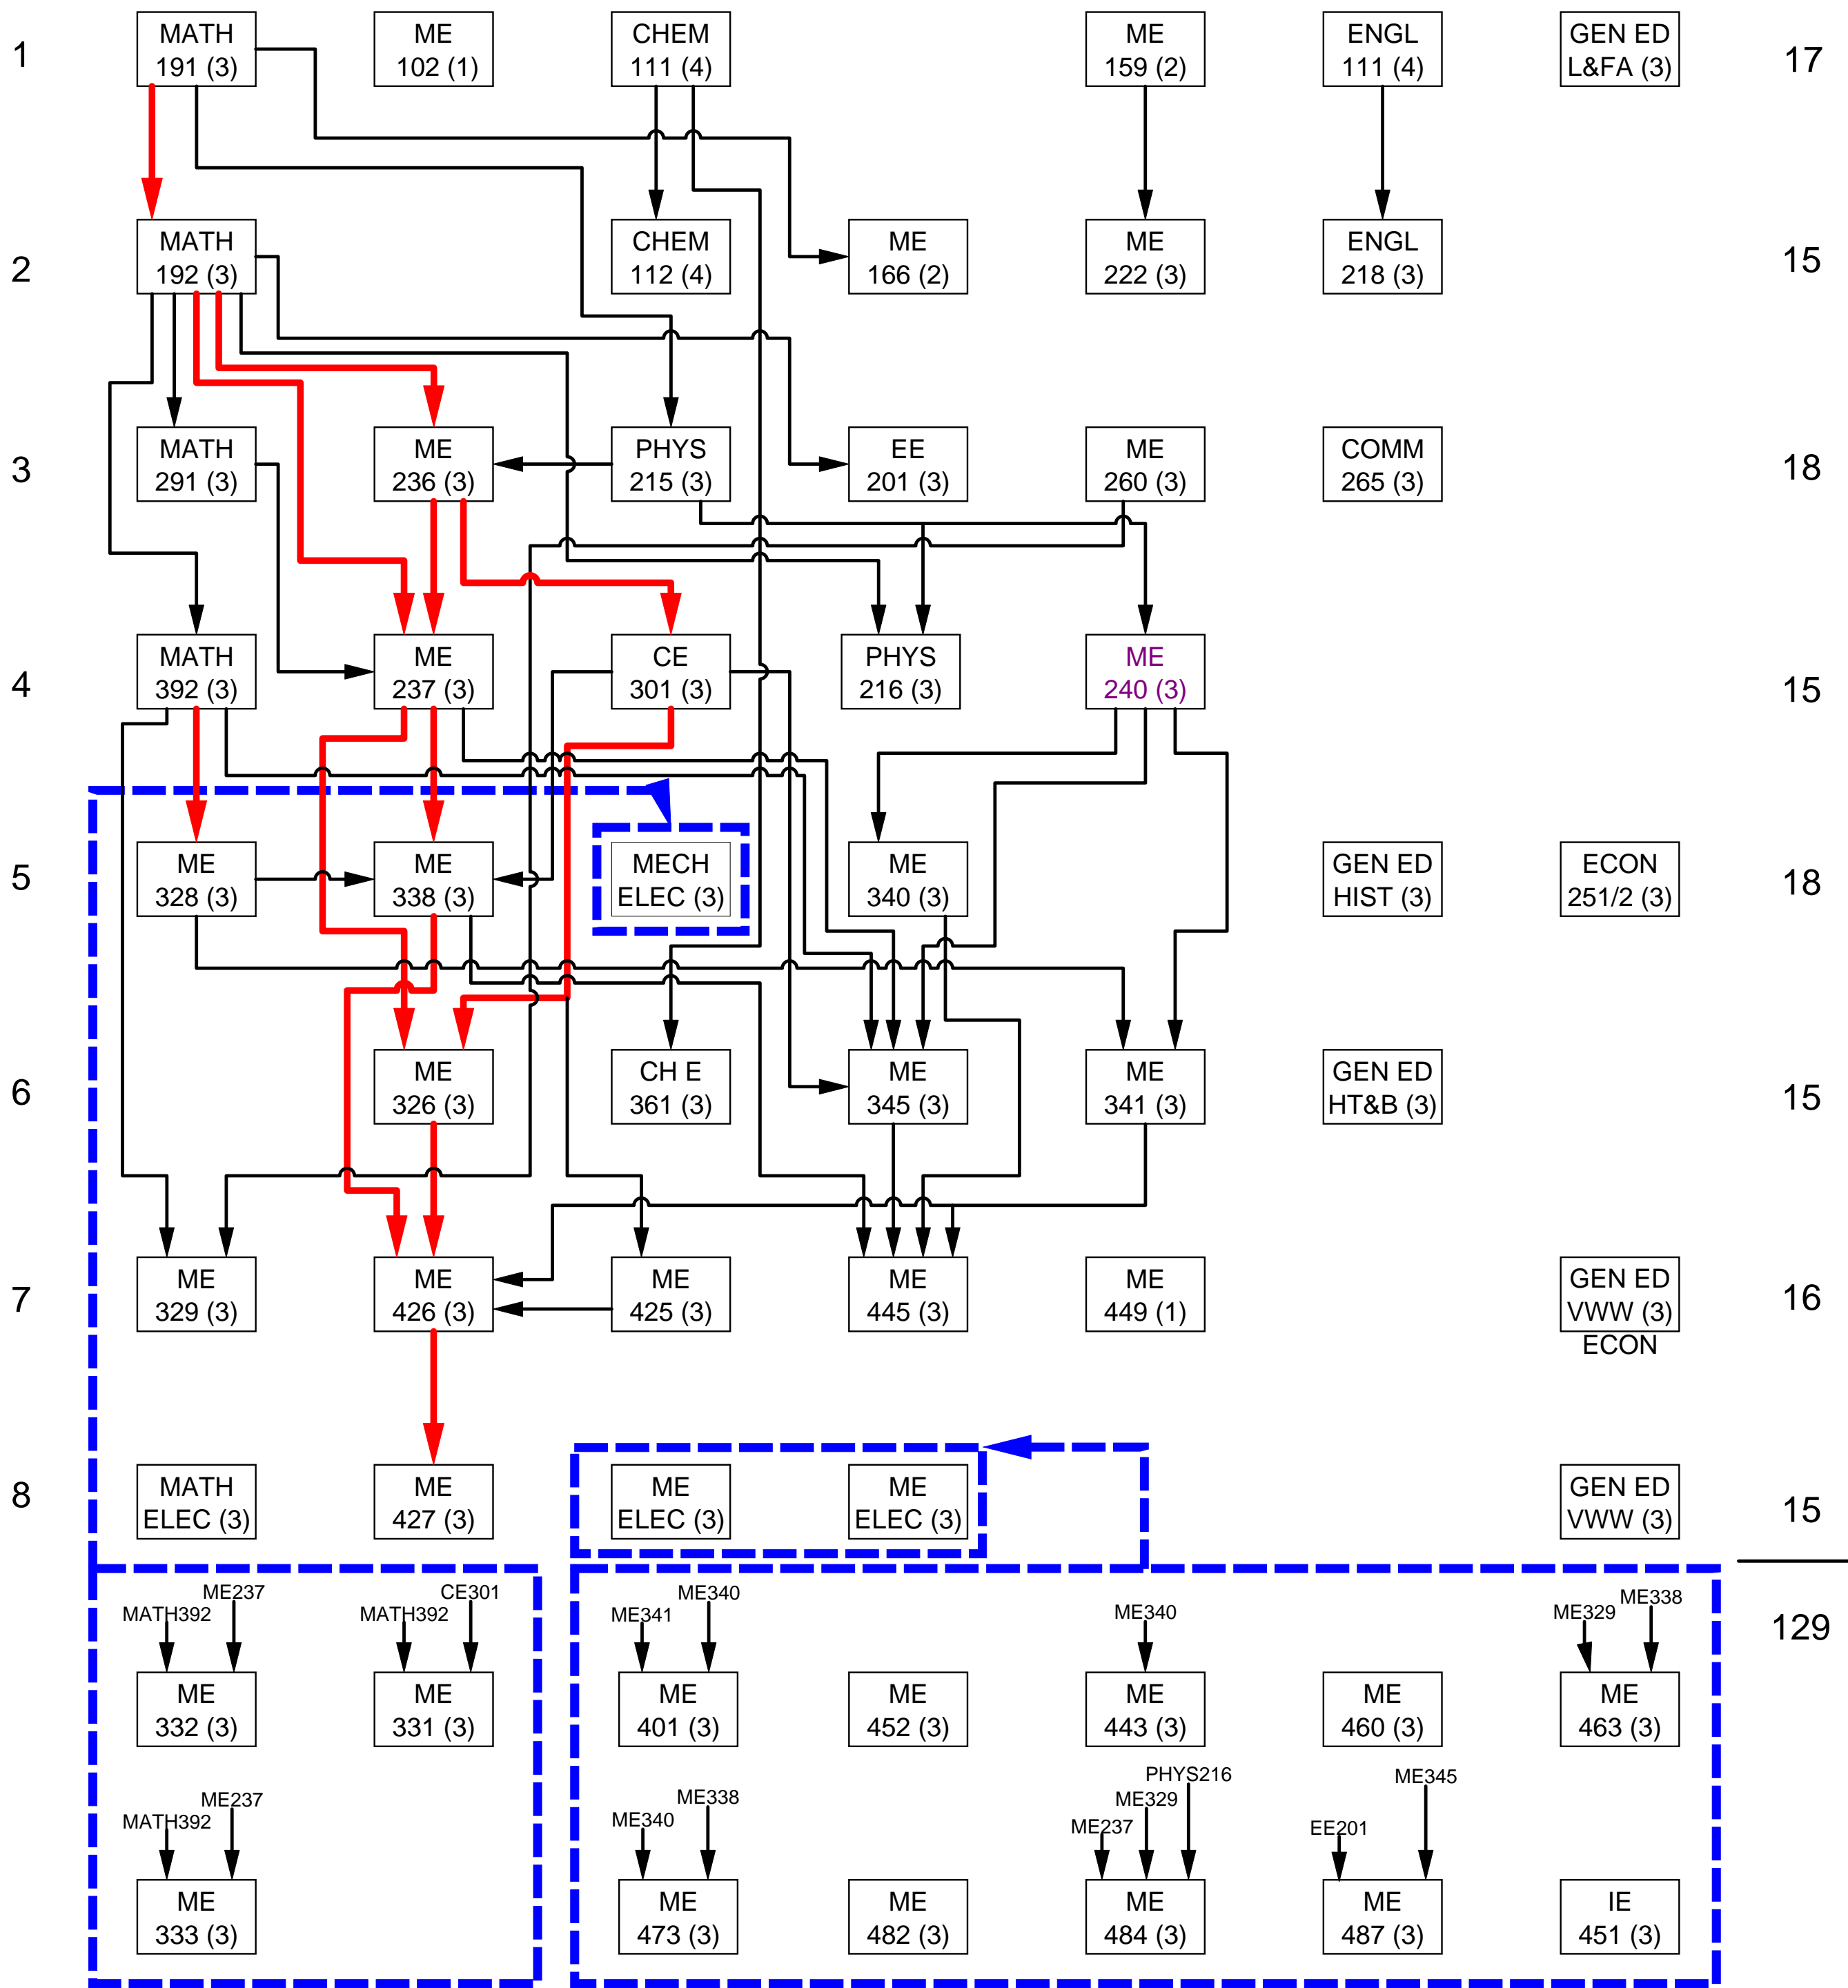 1
MATH
191 (3)
ME
102 (1)
CHEM
111 (4)
ME
159 (2)
ENGL
111 (4)
GEN ED
L&FA (3)
17
2
MATH
192 (3)
CHEM
112 (4)
ME
166 (2)
ME
222 (3)
ENGL
218 (3)
15
3
MATH
291 (3)
ME
236 (3)
PHYS
215 (3)
EE
201 (3)
ME
260 (3)
COMM
265 (3)
18
4
MATH
392 (3)
ME
237 (3)
CE
301 (3)
PHYS
216 (3)
ME
240 (3)
15
5
ME
328 (3)
ME
338 (3)
MECH
ELEC (3)
ME
340 (3)
GEN ED
HIST (3)
ECON
251/2 (3)
18
6
ME
326 (3)
CH E
361 (3)
ME
345 (3)
ME
341 (3)
GEN ED
HT&B (3)
15
7
ME
329 (3)
ME
426 (3)
ME
425 (3)
ME
445 (3)
ME
449 (1)
GEN ED
VWW (3)
ECON
16
8
MATH
ELEC (3)
ME
427 (3)
ME
ELEC (3)
ME
ELEC (3)
GEN ED
VWW (3)
15
129
MATH392
ME237
ME
332 (3)
MATH392
CE301
ME
331 (3)
ME341
ME340
ME
401 (3)
ME
452 (3)
ME340
ME
443 (3)
ME
460 (3)
ME329
ME338
ME
463 (3)
MATH392
ME237
ME
333 (3)
ME340
ME338
ME
473 (3)
ME
482 (3)
ME237
ME329
PHYS216
ME
484 (3)
EE201
ME345
ME
487 (3)
IE
451 (3)